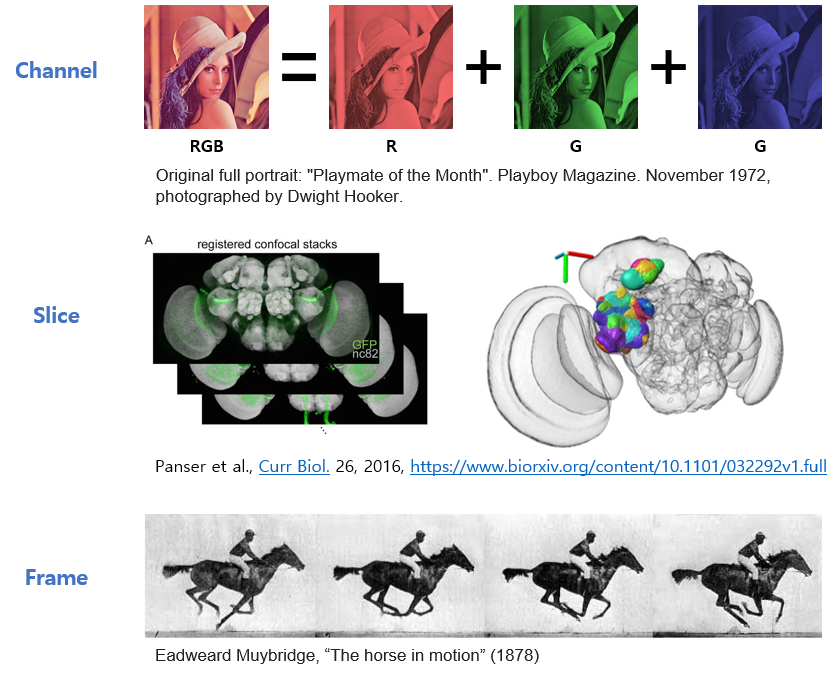 Channel
RGB
R
G
G
Original full portrait: "Playmate of the Month". Playboy Magazine. November 1972,
photographed by Dwight Hooker.
A
registered confocal stacks
Slice
GFP
nc82
Panser et al., Curr Biol. 26, 2016, https://www.biorxiv.org/content/10.1101/032292v1.full
Frame
Eadweard Muybridge, “The horse in motion” (1878)